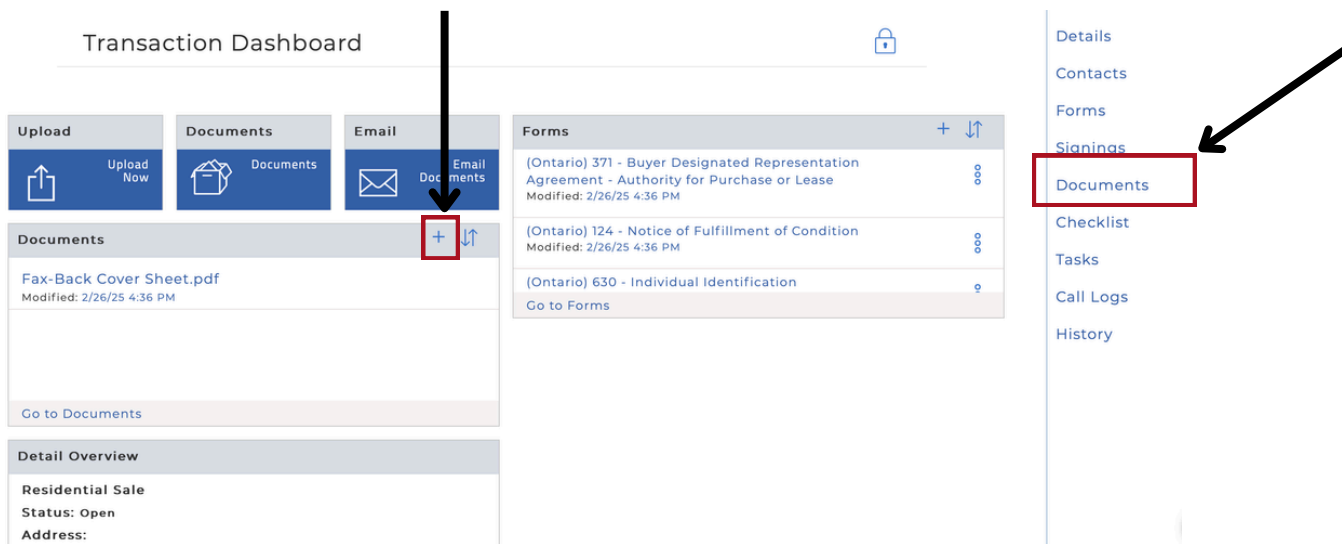 Transaction Dashboard
Upload
Upload
Now
Documents
Documents
Email
Email
Documents
Documents
Fax-Back Cover Sheet.pdf
Modified: 2/26/25 4:36 PM
Go to Documents
Detail Overview
Residential Sale
Status: Open
Address:
Forms
(Ontario) 371 - Buyer Designated Representation
Agreement - Authority for Purchase or Lease
Modified: 2/26/25 4:36 PM
(Ontario) 124 - Notice of Fulfillment of Condition
Modified: 2/26/25 4:36 PM
(Ontario) 630 - Individual Identification
Go to Forms
Details
Contacts
Forms
Signings
Documents
Checklist
Tasks
Call Logs
History